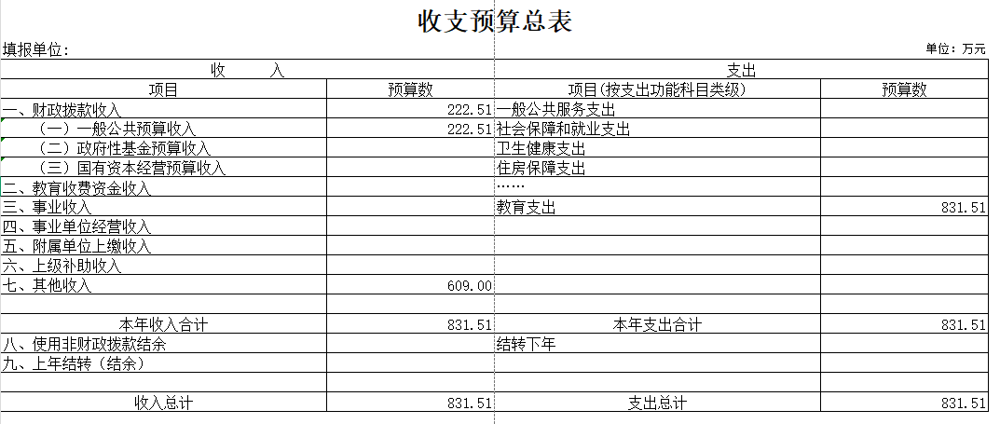 收支预算总表
填报单位: 单位：万元
收 入 支出
项目 预算数 项目(按支出功能科目类级) 预算数
一、财政拨款收入 222.51 一般公共服务支出
（一）一般公共预算收入 222.51 社会保障和就业支出
（二）政府性基金预算收入 卫生健康支出
（三）国有资本经营预算收入 住房保障支出
二、教育收费资金收入 ……
三、事业收入 教育支出 831.51
四、事业单位经营收入
五、附属单位上缴收入
六、上级补助收入
七、其他收入 609.00
本年收入合计 831.51 本年支出合计 831.51
八、使用非财政拨款结余 结转下年
九、上年结转（结余）
收入总计 831.51 支出总计 831.51